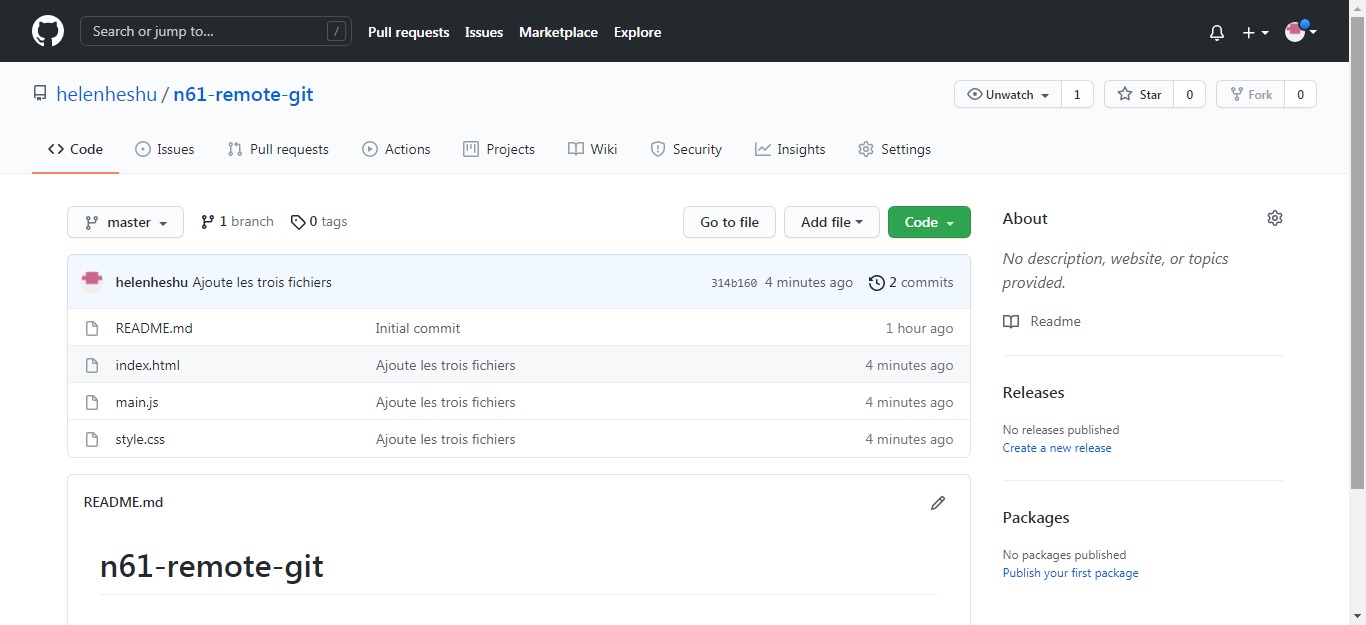 Search or jump to... / Pull requests Issues Marketplace Explore
helenheshu / n61-remote-git Unwatch 1 Star 0 Fork 0
Code Issues Pull requests Actions Projects Wiki Security Insights Settings
master 1 branch 0 tags Go to file Add file Code
helenheshu Ajoute les trois fichiers 314b160 4 minutes ago 2 commits
README.md Initial commit 1 hour ago
index.html Ajoute les trois fichiers 4 minutes ago
main.js Ajoute les trois fichiers 4 minutes ago
style.css Ajoute les trois fichiers 4 minutes ago
README.md
n61-remote-git
About
No description, website, or topics
provided.
Readme
Releases
No releases published
Create a new release
Packages
No packages published
Publish your first package